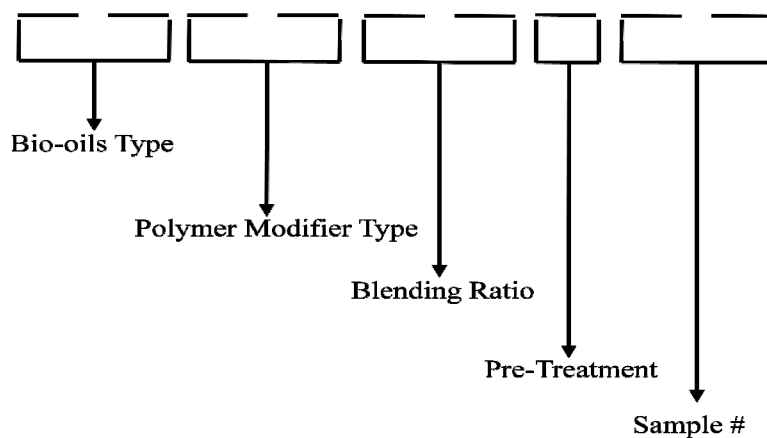 Bio-oils Type
Polymer Modifier Type
Blending Ratio
Pre-Treatment
Sample #